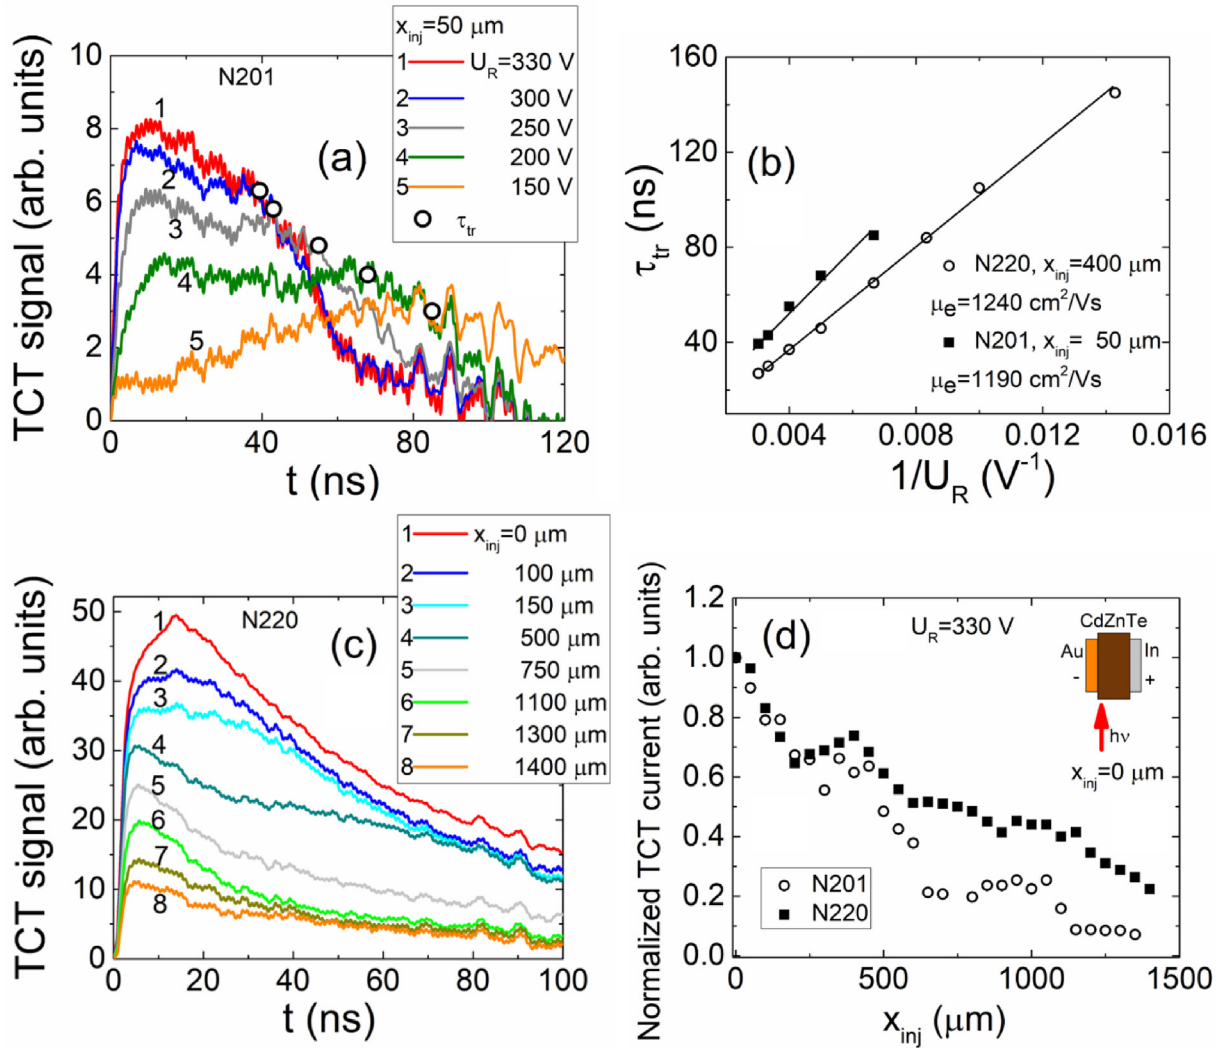 x_inj=50 μm
1 U_R=330 V
2 300 V
3 250 V
4 200 V
5 150 V
τ_tr
N201
(a)
1
2
3
4
5
10
8
6
4
2
0
0 40 80 120
TCT signal (arb. units)
t (ns)
160
120
80
40
(b)
N220, x_inj=400 μm
μe=1240 cm²/Vs
N201, x_inj= 50 μm
μe=1190 cm²/Vs
0.004 0.008 0.012 0.016
τ_tr (ns)
1/U_R (V⁻¹)
1 x_inj=0 μm
2 100 μm
3 150 μm
4 500 μm
5 750 μm
6 1100 μm
7 1300 μm
8 1400 μm
N220
(c)
1
2
3
4
5
6
7
8
50
40
30
20
10
0
0 20 40 60 80 100
TCT signal (arb. units)
t (ns)
1.2
1.0
0.8
0.6
0.4
0.2
0.0
(d)
U_R=330 V
CdZnTe
Au In
- +
hν
x_inj=0 μm
N201
N220
0 500 1000 1500
Normalized TCT current (arb. units)
x_inj (μm)